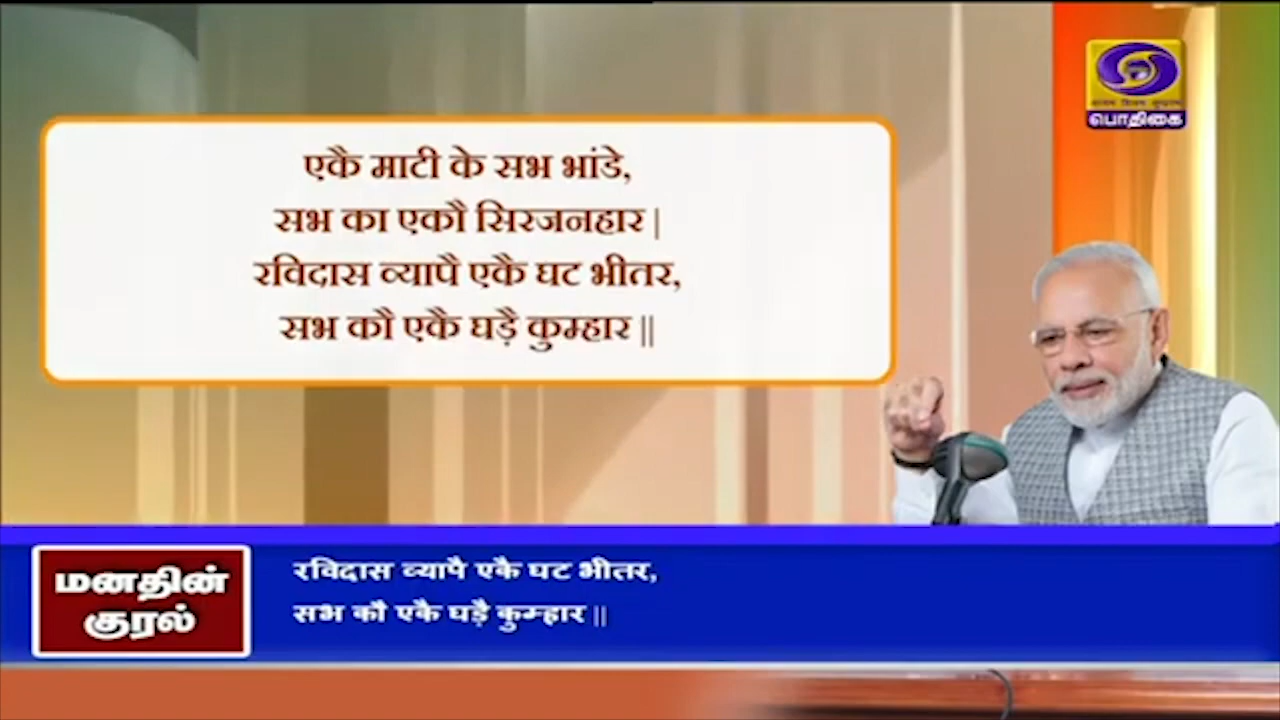 பொதிகை
एकै माटी के सभ भांडे,
सभ का एकौ सिरजनहार |
रविदास व्यापै एकै घट भीतर,
सभ कौ एकै घड़ै कुम्हार ||
மனதின்
குரல்
रविदास व्यापै एकै घट भीतर,
सभ कौ एकै घड़ै कुम्हार ||